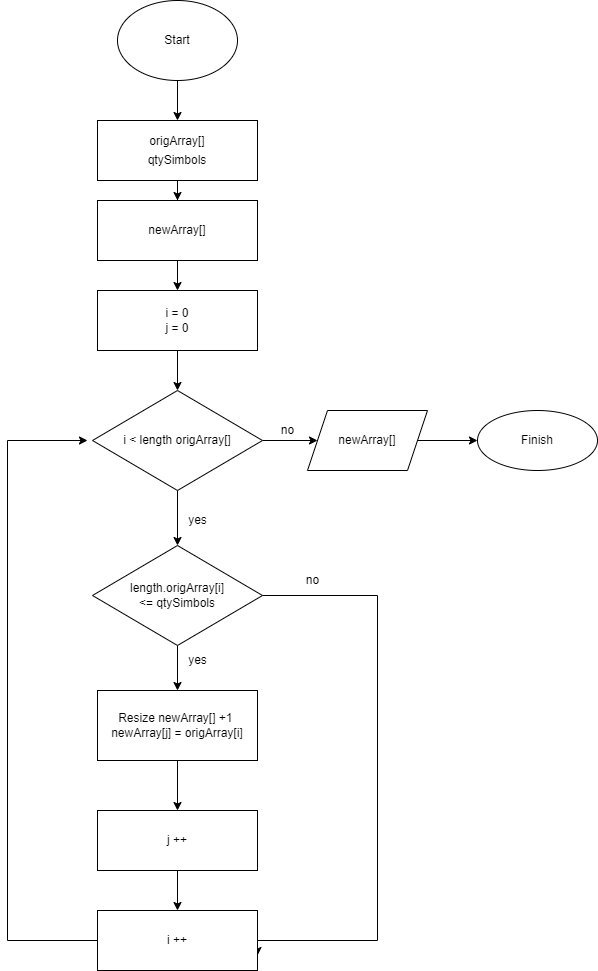 Start
origArray[]
qtySimbols
newArray[]
i = 0
j = 0
i < length origArray[]
no
newArray[]
Finish
yes
length.origArray[i]
<= qtySimbols
no
yes
Resize newArray[] +1
newArray[j] = origArray[i]
j ++
i ++